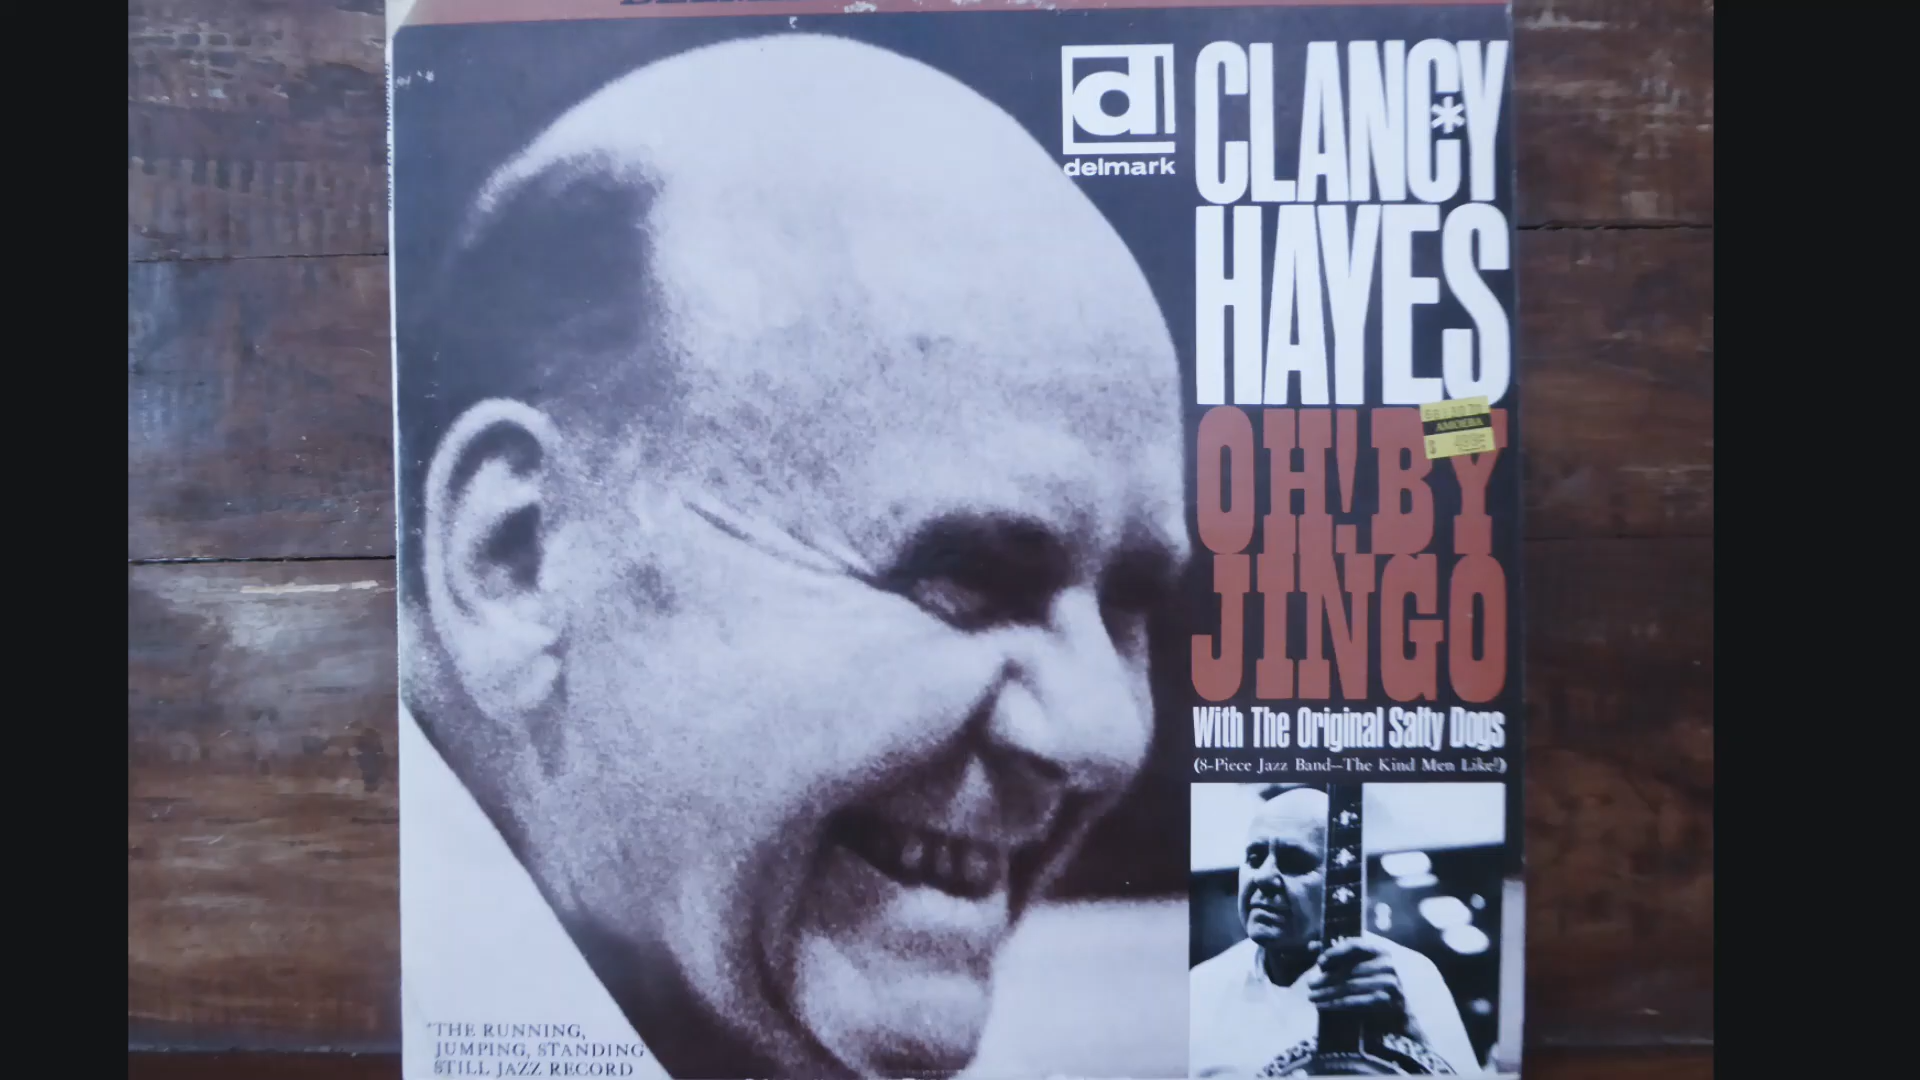 d
delmark
CLANCY*
HAYES
OH! BY
JINGO
With The Original Salty Dogs
(8-Piece Jazz Band—The Kind Men Like!)
AMOEBA
*THE RUNNING,
JUMPING, STANDING
STILL JAZZ RECORD